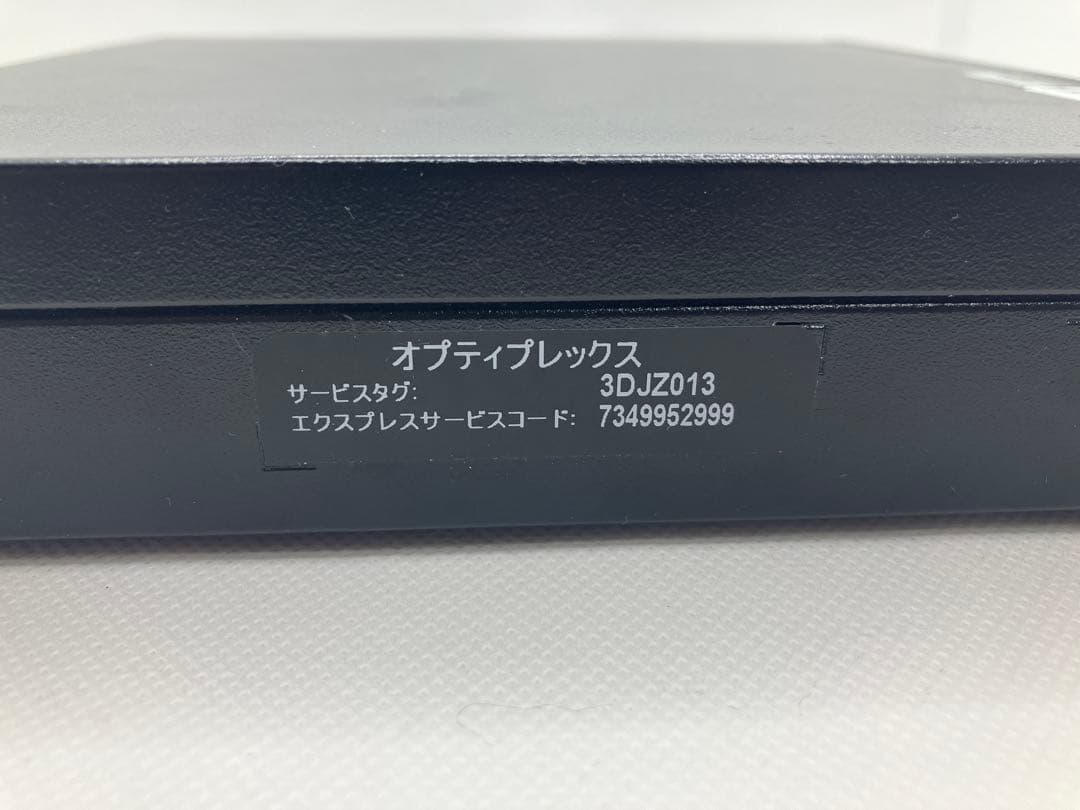 オプティプレックス
サービスタグ: 3DJZ013
エクスプレスサービスコード: 7349952999